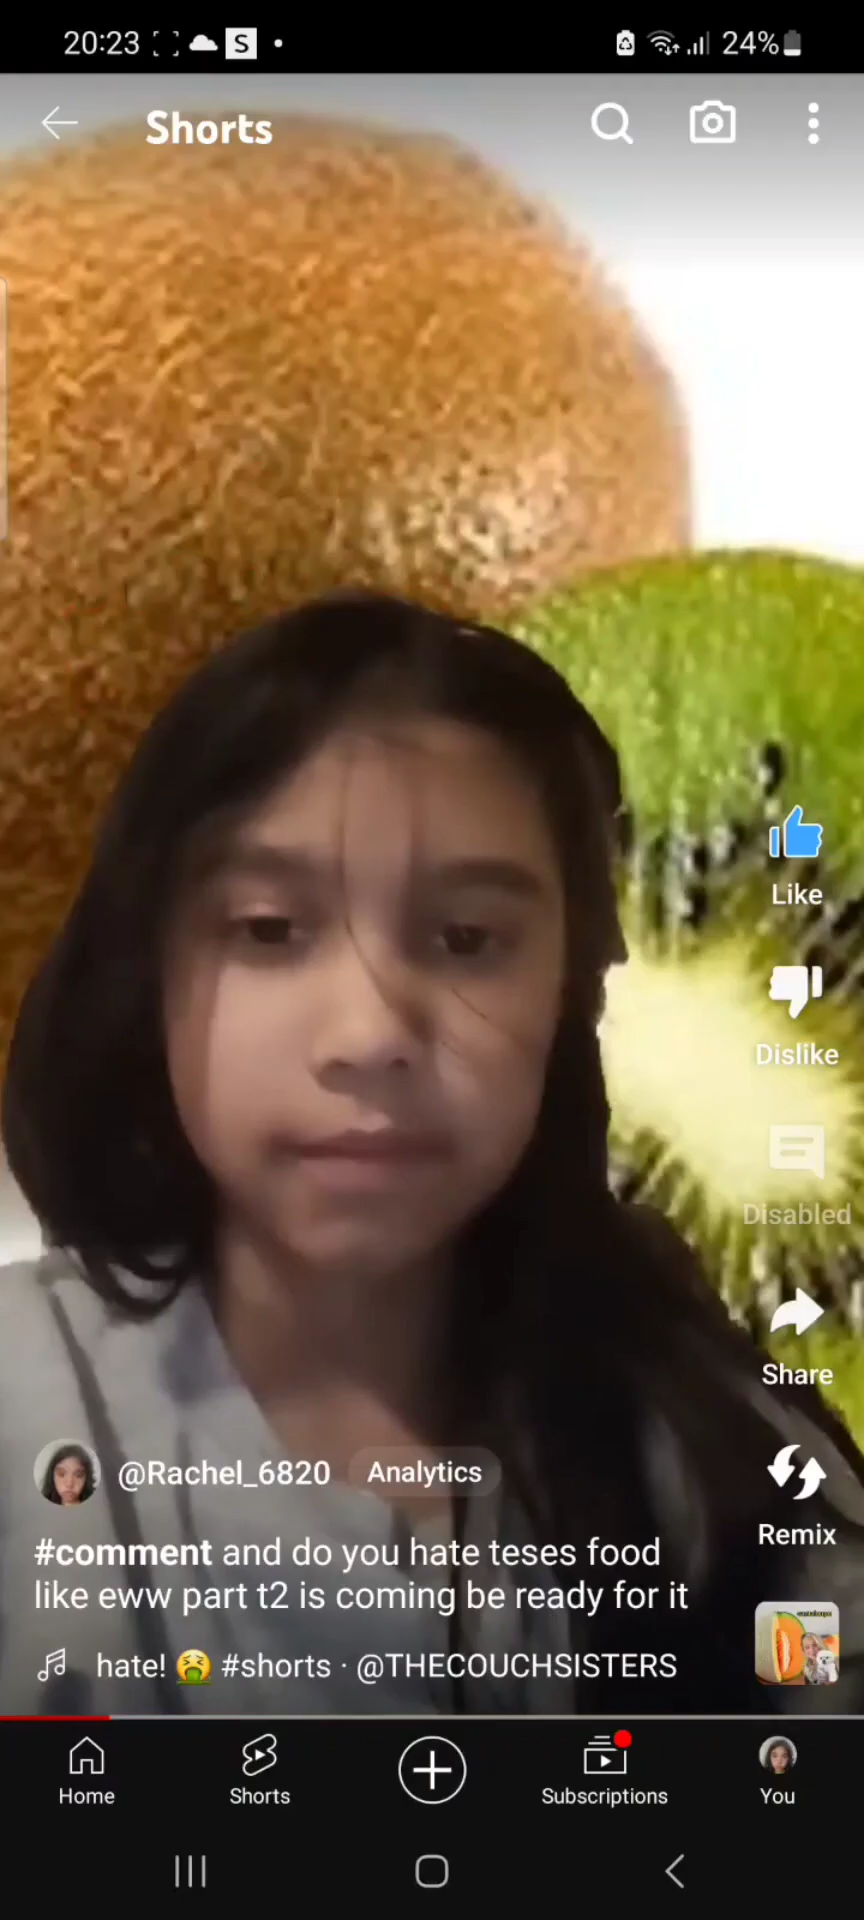 20:23 S 24%
Shorts
Like
Dislike
Disabled
Share
@Rachel_6820 Analytics
#comment and do you hate teses food
like eww part t2 is coming be ready for it
Remix
hate! 🤮 #shorts · @THECOUCHSISTERS
Home Shorts Subscriptions You